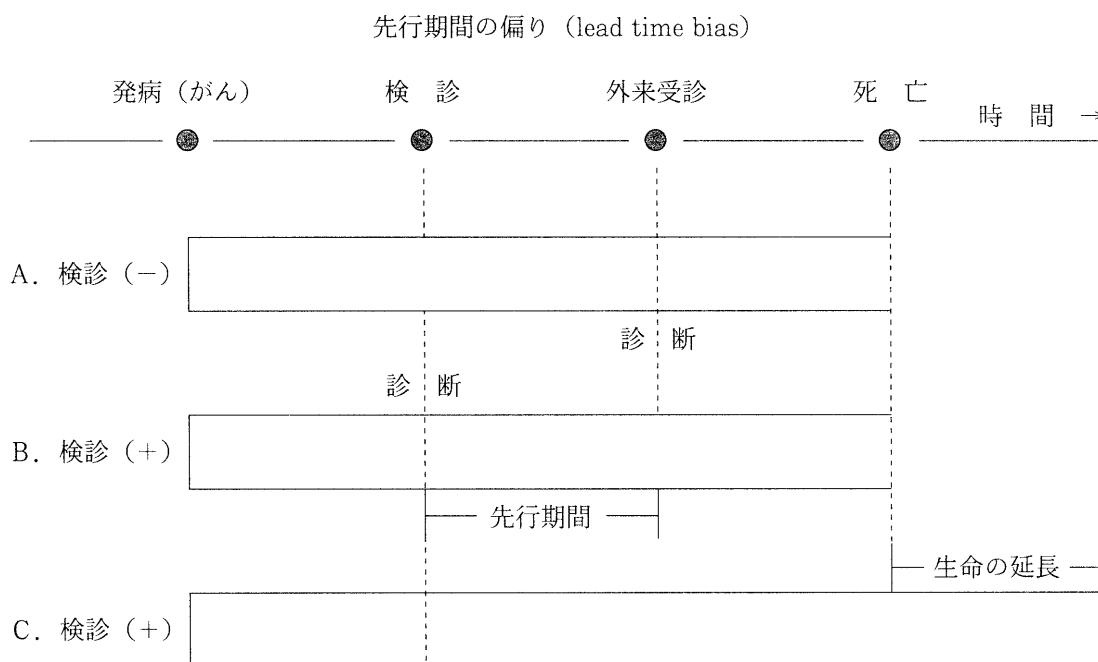 先行期間の偏り（lead time bias）
発病（がん） 検 診 外来受診 死 亡
時 間 →
A．検診（－）
診 断
診 断
B．検診（＋）
先行期間
生命の延長
C．検診（＋）